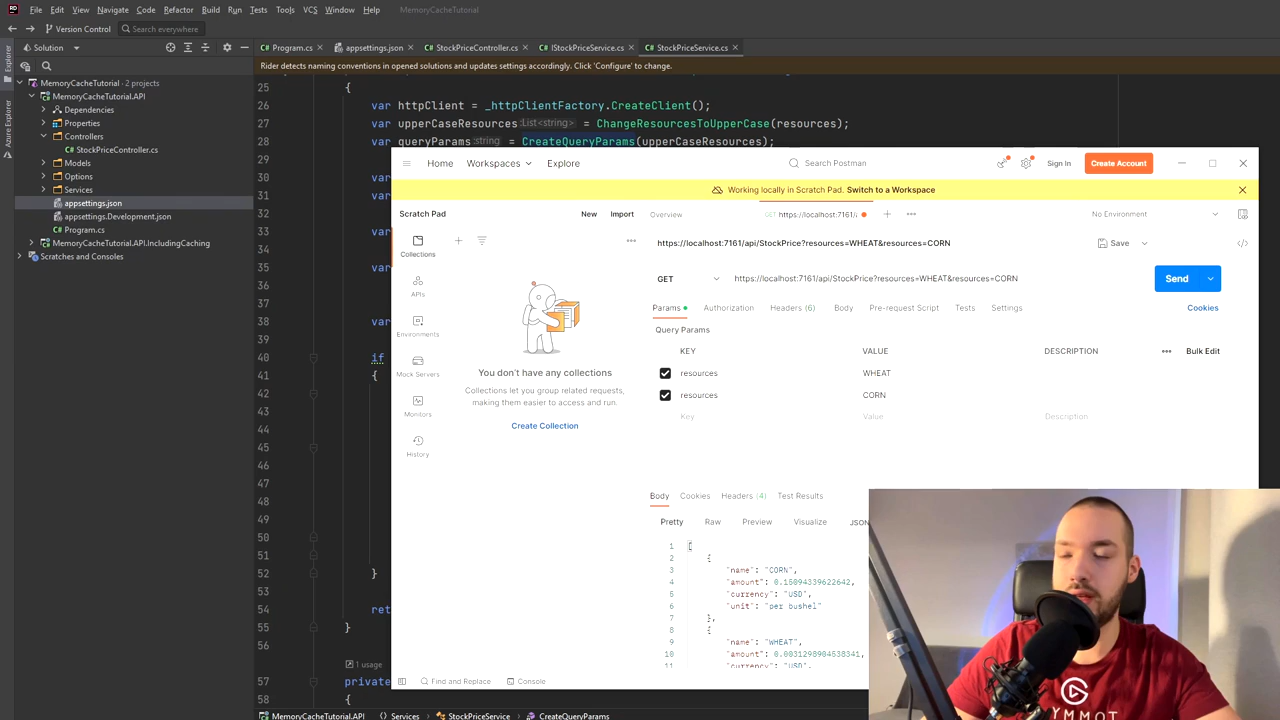 File Edit View Navigate Code Refactor Build Run Tests Tools VCS Window Help MemoryCacheTutorial
Version Control Search everywhere
Solution
Program.cs appsettings.json StockPriceController.cs IStockPriceService.cs StockPriceService.cs
Rider detects naming conventions in opened solutions and updates settings accordingly. Click 'Configure' to change.
Explorer
Azure Explorer
MemoryCacheTutorial · 2 projects
MemoryCacheTutorial.API
Dependencies
Properties
Controllers
StockPriceController.cs
Models
Options
Services
appsettings.json
appsettings.Development.json
Program.cs
MemoryCacheTutorial.API.IncludingCaching
Scratches and Consoles
25 {
26 var httpClient = _httpClientFactory.CreateClient();
27 var upperCaseResources List<string> = ChangeResourcesToUpperCase(resources);
28 var queryParams string = CreateQueryParams(upperCaseResources);
29
30 var
31 var
32
33 var
34
35 var
38 var
39
40 if
41 {
42
43
45
48
49
50
51
52 }
54 ret
55 }
56
1 usage
57 private
58 {
MemoryCacheTutorial.API Services StockPriceService CreateQueryParams
Home Workspaces Explore
Search Postman
Sign In
Create Account
Working locally in Scratch Pad. Switch to a Workspace
Scratch Pad
New Import
Overview
GET https://localhost:7161/
No Environment
Collections
APIs
Environments
Mock Servers
Monitors
History
You don't have any collections
Collections let you group related requests,
making them easier to access and run.
Create Collection
https://localhost:7161/api/StockPrice?resources=WHEAT&resources=CORN
Save
GET https://localhost:7161/api/StockPrice?resources=WHEAT&resources=CORN
Send
Params Authorization Headers (6) Body Pre-request Script Tests Settings
Cookies
Query Params
KEY VALUE DESCRIPTION
Bulk Edit
resources WHEAT
resources CORN
Key Value Description
Body Cookies Headers (4) Test Results
Pretty Raw Preview Visualize JSON
1 [
2 {
3 "name": "CORN",
4 "amount": 0.15094339622642,
5 "currency": "USD",
6 "unit": "per bushel"
7 },
8 {
9 "name": "WHEAT",
10 "amount": 0.0031298904538341,
11 "currency": "USD",
Find and Replace Console